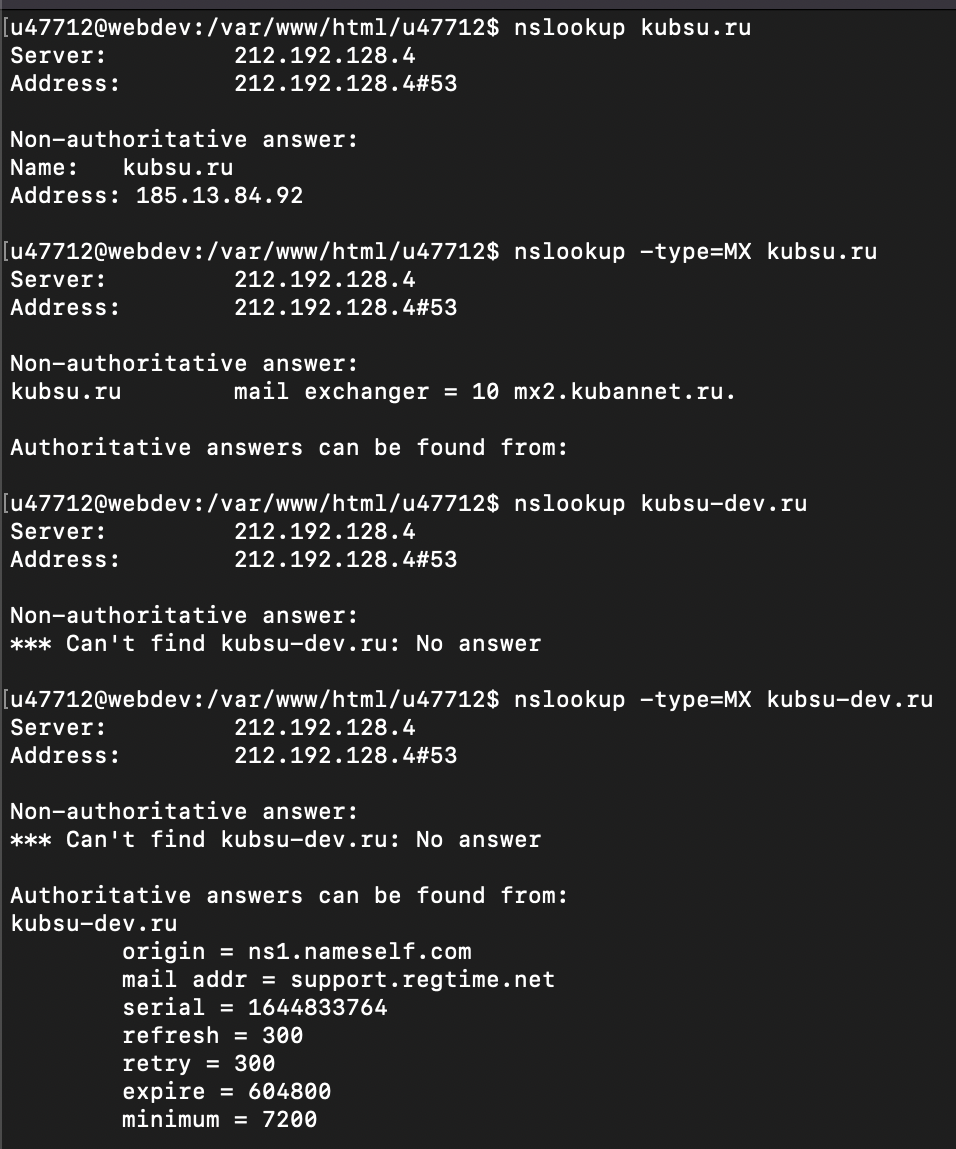 [u47712@webdev:/var/www/html/u47712$ nslookup kubsu.ru
Server:         212.192.128.4
Address:        212.192.128.4#53

Non-authoritative answer:
Name:   kubsu.ru
Address: 185.13.84.92

[u47712@webdev:/var/www/html/u47712$ nslookup -type=MX kubsu.ru
Server:         212.192.128.4
Address:        212.192.128.4#53

Non-authoritative answer:
kubsu.ru        mail exchanger = 10 mx2.kubannet.ru.

Authoritative answers can be found from:

[u47712@webdev:/var/www/html/u47712$ nslookup kubsu-dev.ru
Server:         212.192.128.4
Address:        212.192.128.4#53

Non-authoritative answer:
*** Can't find kubsu-dev.ru: No answer

[u47712@webdev:/var/www/html/u47712$ nslookup -type=MX kubsu-dev.ru
Server:         212.192.128.4
Address:        212.192.128.4#53

Non-authoritative answer:
*** Can't find kubsu-dev.ru: No answer

Authoritative answers can be found from:
kubsu-dev.ru
        origin = ns1.nameself.com
        mail addr = support.regtime.net
        serial = 1644833764
        refresh = 300
        retry = 300
        expire = 604800
        minimum = 7200